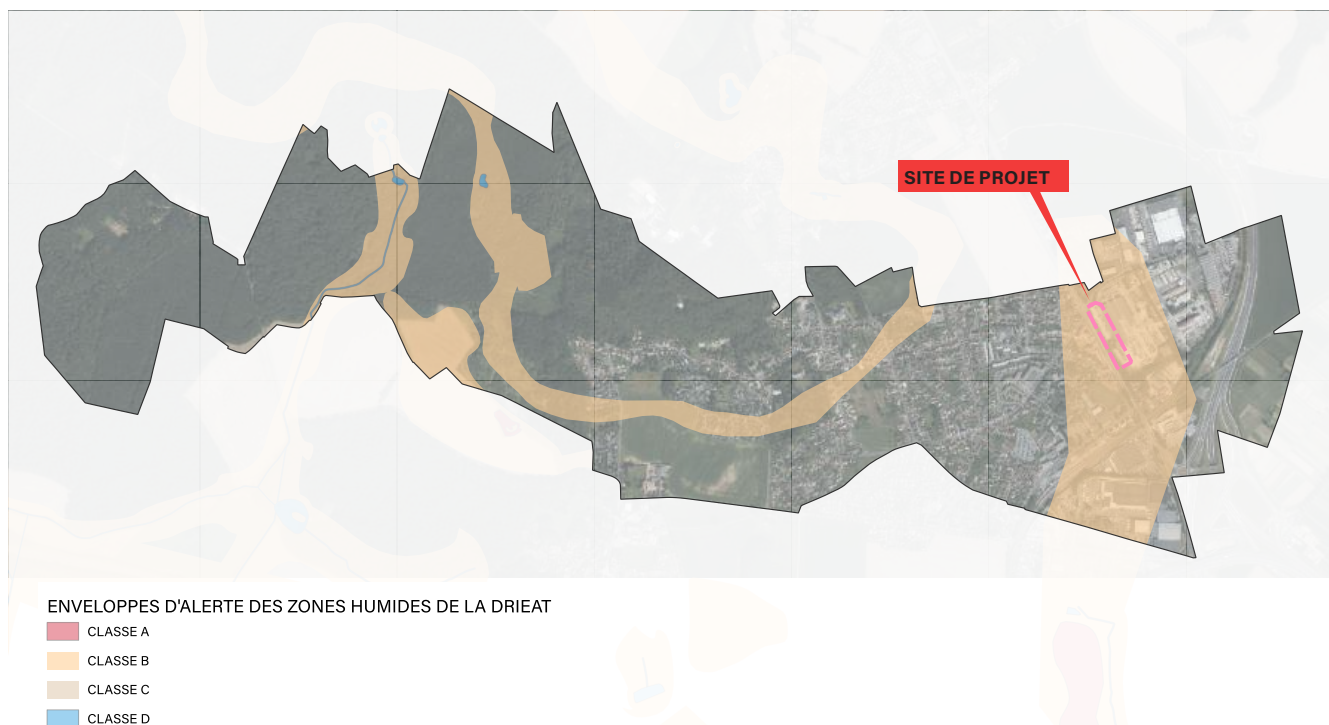 SITE DE PROJET
ENVELOPPES D'ALERTE DES ZONES HUMIDES DE LA DRIEAT
CLASSE A
CLASSE B
CLASSE C
CLASSE D